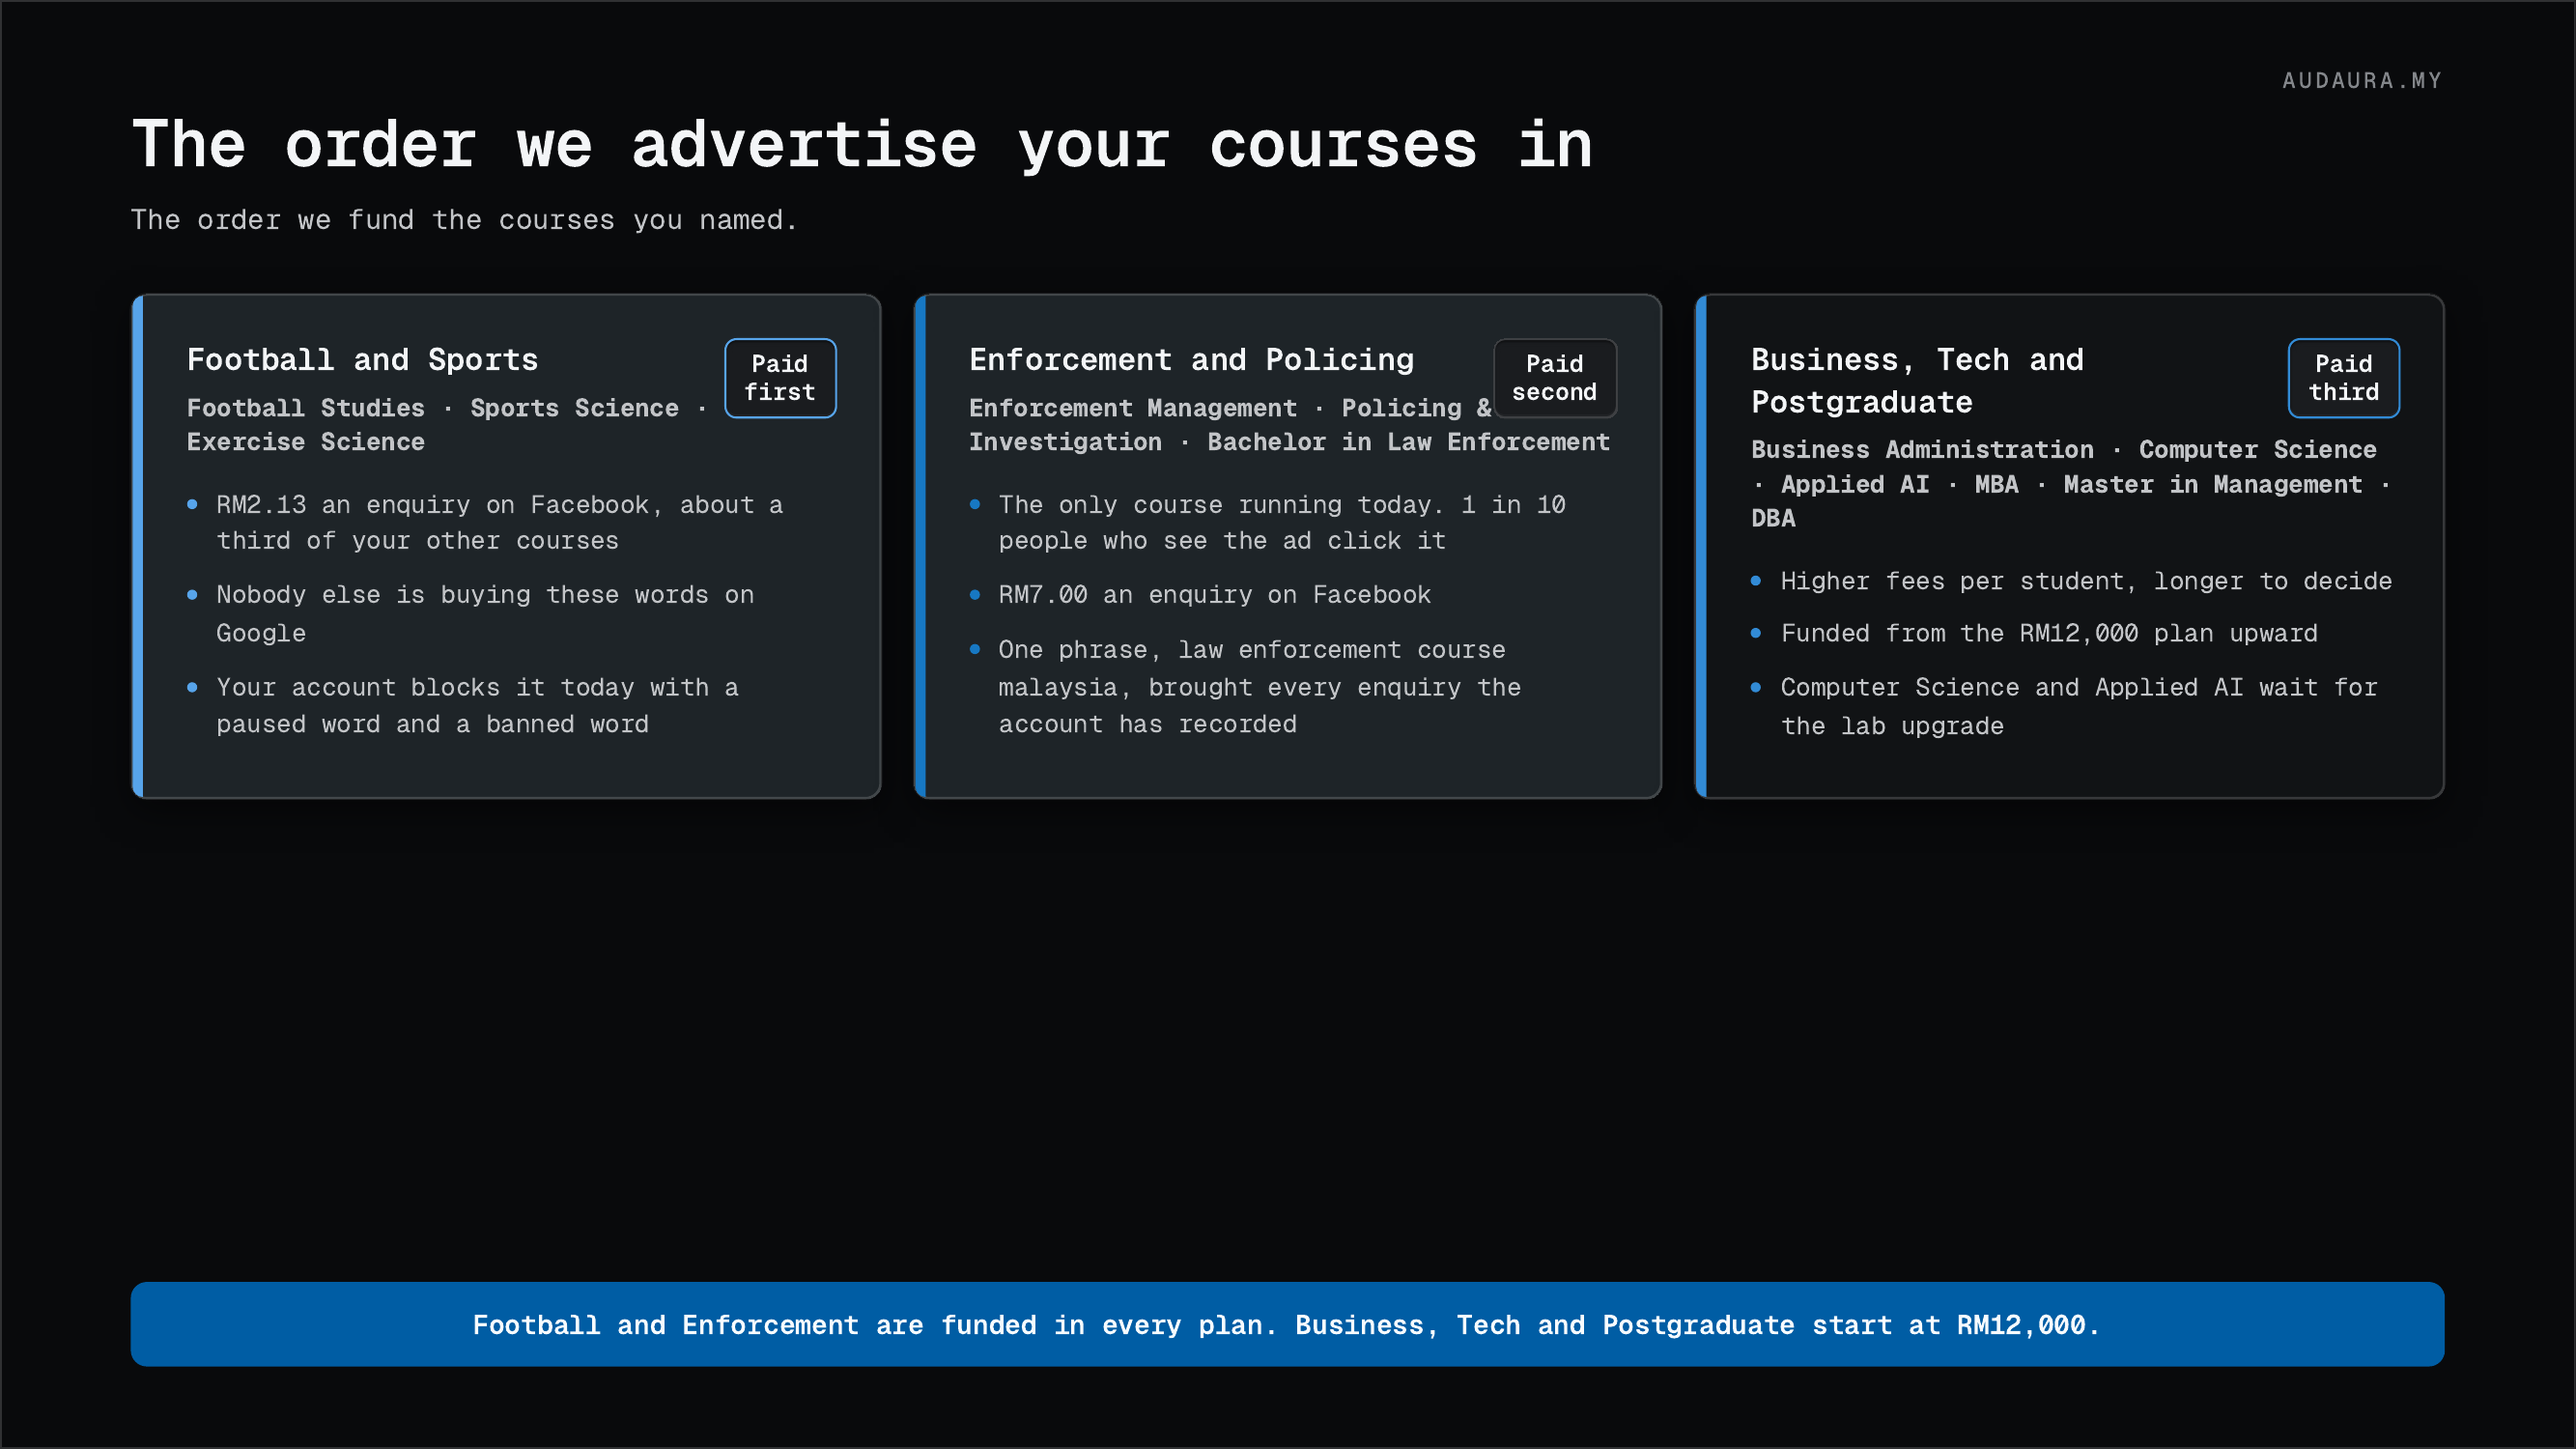 AUDAURA.MY
The order we advertise your courses in
The order we fund the courses you named.
Football and Sports
Paid
first
Football Studies · Sports Science ·
Exercise Science
RM2.13 an enquiry on Facebook, about a
third of your other courses
Nobody else is buying these words on
Google
Your account blocks it today with a
paused word and a banned word
Enforcement and Policing
Paid
second
Enforcement Management · Policing &
Investigation · Bachelor in Law Enforcement
The only course running today. 1 in 10
people who see the ad click it
RM7.00 an enquiry on Facebook
One phrase, law enforcement course
malaysia, brought every enquiry the
account has recorded
Business, Tech and
Postgraduate
Paid
third
Business Administration · Computer Science
· Applied AI · MBA · Master in Management ·
DBA
Higher fees per student, longer to decide
Funded from the RM12,000 plan upward
Computer Science and Applied AI wait for
the lab upgrade
Football and Enforcement are funded in every plan. Business, Tech and Postgraduate start at RM12,000.